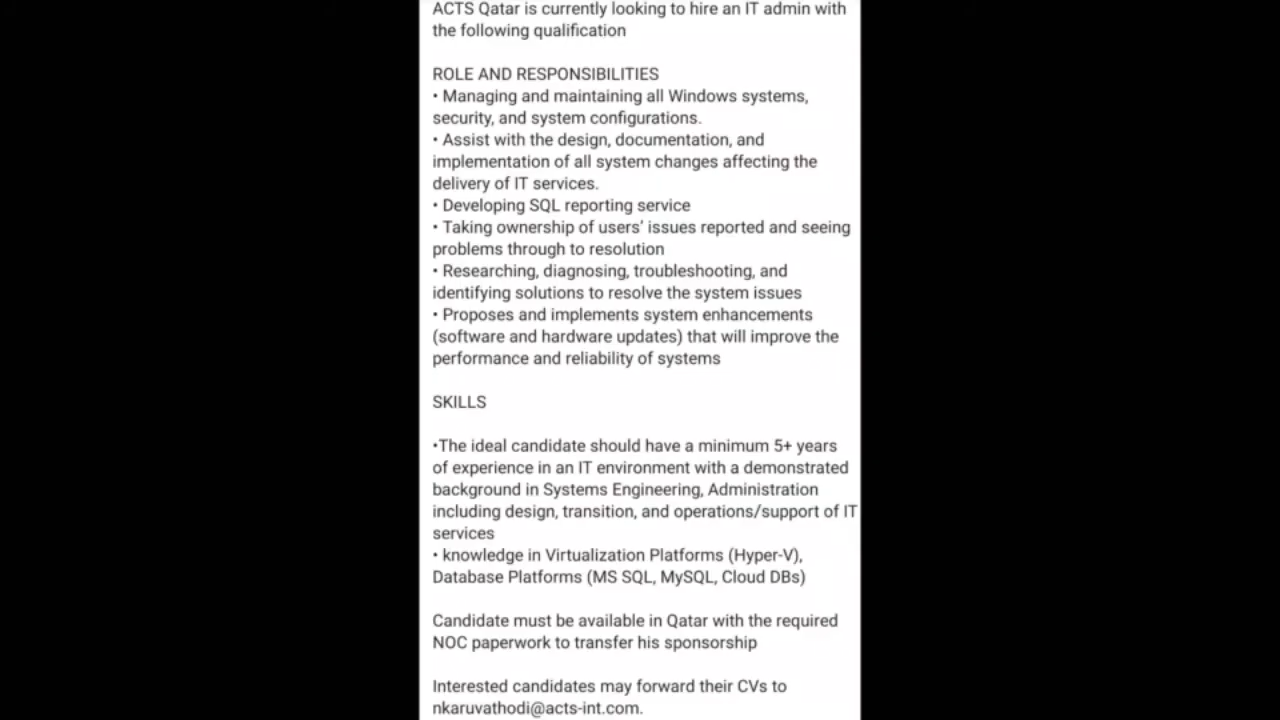 ACTS Qatar is currently looking to hire an IT admin with
the following qualification
ROLE AND RESPONSIBILITIES
• Managing and maintaining all Windows systems,
security, and system configurations.
• Assist with the design, documentation, and
implementation of all system changes affecting the
delivery of IT services.
• Developing SQL reporting service
• Taking ownership of users’ issues reported and seeing
problems through to resolution
• Researching, diagnosing, troubleshooting, and
identifying solutions to resolve the system issues
• Proposes and implements system enhancements
(software and hardware updates) that will improve the
performance and reliability of systems
SKILLS
•The ideal candidate should have a minimum 5+ years
of experience in an IT environment with a demonstrated
background in Systems Engineering, Administration
including design, transition, and operations/support of IT
services
• knowledge in Virtualization Platforms (Hyper-V),
Database Platforms (MS SQL, MySQL, Cloud DBs)
Candidate must be available in Qatar with the required
NOC paperwork to transfer his sponsorship
Interested candidates may forward their CVs to
nkaruvathodi@acts-int.com.